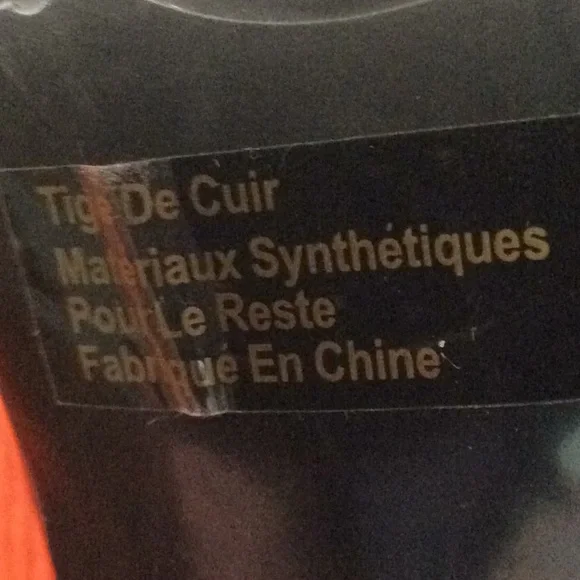 Tige De Cuir
Materiaux Synthétiques
Pour Le Reste
Fabriqué En Chine